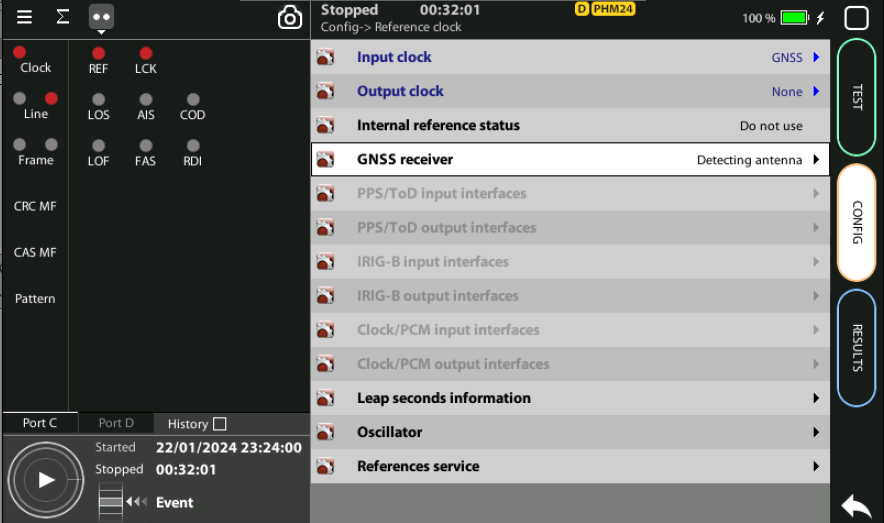 Σ
Stopped 00:32:01
D PHM24
100 %
Config-> Reference clock
Clock
REF LCK
Line
LOS AIS COD
Frame
LOF FAS RDI
CRC MF
CAS MF
Pattern
Input clock GNSS
Output clock None
Internal reference status Do not use
GNSS receiver Detecting antenna
PPS/ToD input interfaces
PPS/ToD output interfaces
IRIG-B input interfaces
IRIG-B output interfaces
Clock/PCM input interfaces
Clock/PCM output interfaces
Leap seconds information
Oscillator
References service
TEST
CONFIG
RESULTS
Port C Port D History
Started 22/01/2024 23:24:00
Stopped 00:32:01
Event